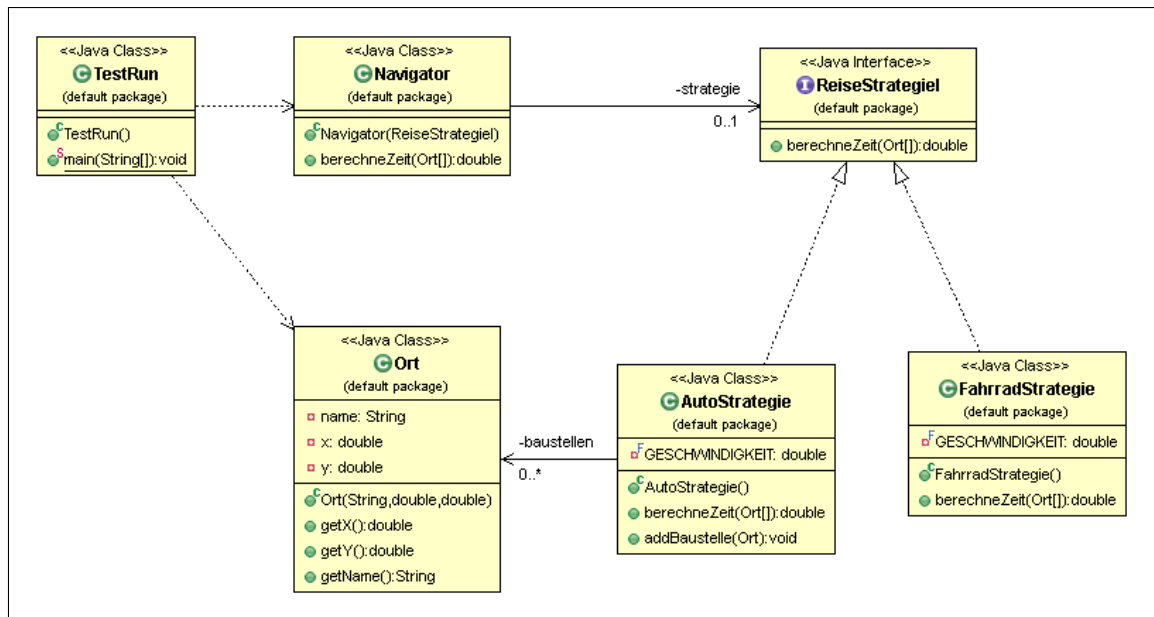 <<Java Class>>
TestRun
(default package)
TestRun()
main(String[]):void
<<Java Class>>
Navigator
(default package)
Navigator(ReiseStrategieI)
berechneZeit(Ort[]):double
-strategie
0..1
<<Java Interface>>
ReiseStrategieI
(default package)
berechneZeit(Ort[]):double
<<Java Class>>
Ort
(default package)
name: String
x: double
y: double
Ort(String,double,double)
getX():double
getY():double
getName():String
-baustellen
0..*
<<Java Class>>
AutoStrategie
(default package)
GESCHWINDIGKEIT: double
AutoStrategie()
berechneZeit(Ort[]):double
addBaustelle(Ort):void
<<Java Class>>
FahrradStrategie
(default package)
GESCHWINDIGKEIT: double
FahrradStrategie()
berechneZeit(Ort[]):double